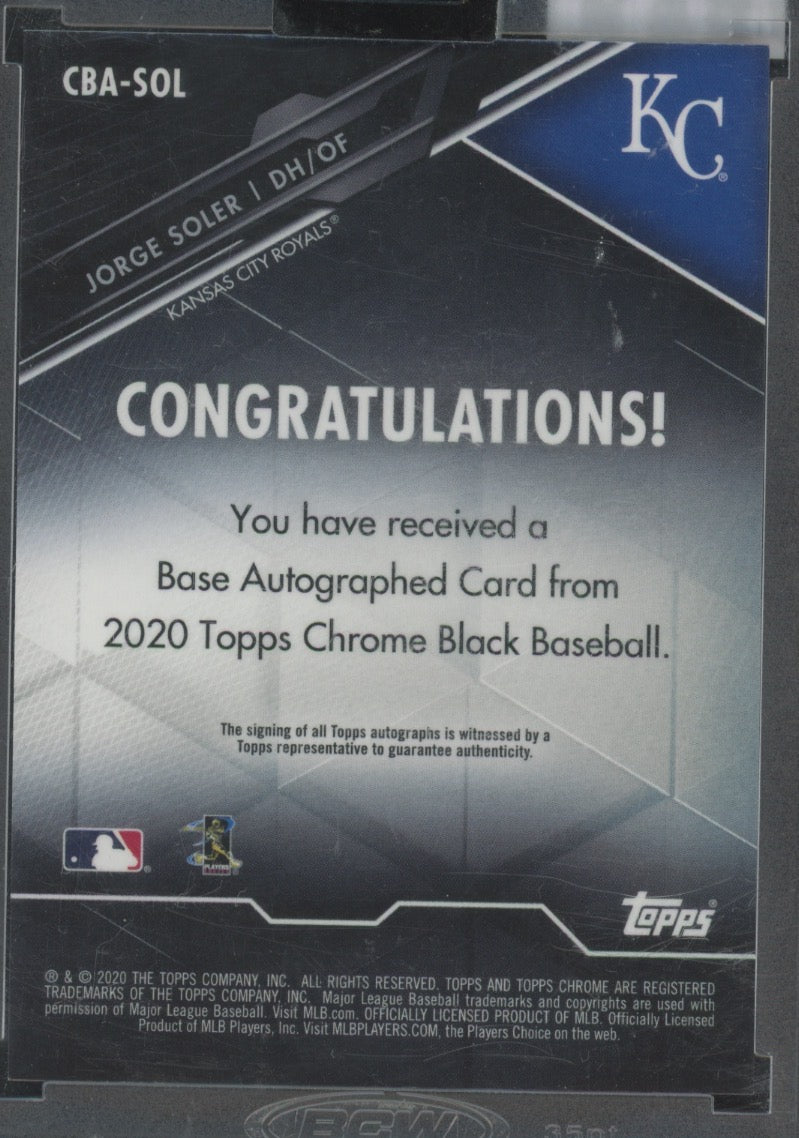 CBA-SOL
KC®
JORGE SOLER | DH/OF
KANSAS CITY ROYALS®
CONGRATULATIONS!
You have received a
Base Autographed Card from
2020 Topps Chrome Black Baseball.
The signing of all Topps autographs is witnessed by a
Topps representative to guarantee authenticity.
PLAYERS
topps®
® & © 2020 THE TOPPS COMPANY, INC. ALL RIGHTS RESERVED. TOPPS AND TOPPS CHROME ARE REGISTERED
TRADEMARKS OF THE TOPPS COMPANY, INC. Major League Baseball trademarks and copyrights are used with
permission of Major League Baseball. Visit MLB.com. OFFICIALLY LICENSED PRODUCT OF MLB. Officially Licensed
Product of MLB Players, Inc. Visit MLBPLAYERS.COM, the Players Choice on the web.
BCW 35pt